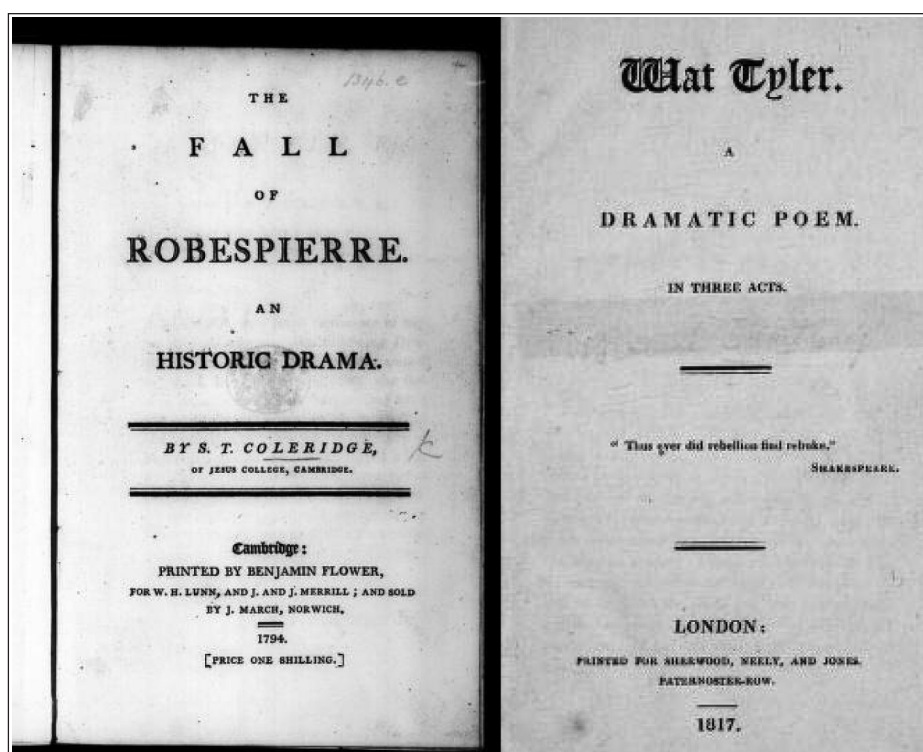 1346. e
THE
FALL
OF
ROBESPIERRE.
AN
HISTORIC DRAMA.
BY S. T. COLERIDGE,
OF JESUS COLLEGE, CAMBRIDGE.
Cambridge:
PRINTED BY BENJAMIN FLOWER,
FOR W. H. LUNN, AND J. AND J. MERRILL; AND SOLD
BY J. MARCH, NORWICH.
1794.
[PRICE ONE SHILLING.]
Wat Tyler.
A
DRAMATIC POEM.
IN THREE ACTS.
"Thus ever did rebellion find rebuke."
SHAKESPEARE.
LONDON:
PRINTED FOR SHERWOOD, NEELY, AND JONES.
PATERNOSTER-ROW.
1817.